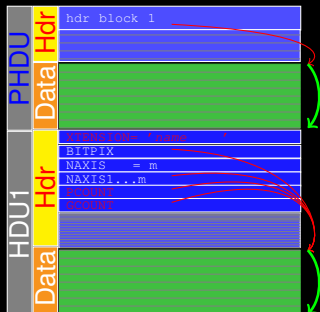 PHDU
Hdr
hdr block 1
Data
HDU1
Hdr
XTENSION= 'name    '
BITPIX
NAXIS   = m
NAXIS1...m
PCOUNT
GCOUNT
Data